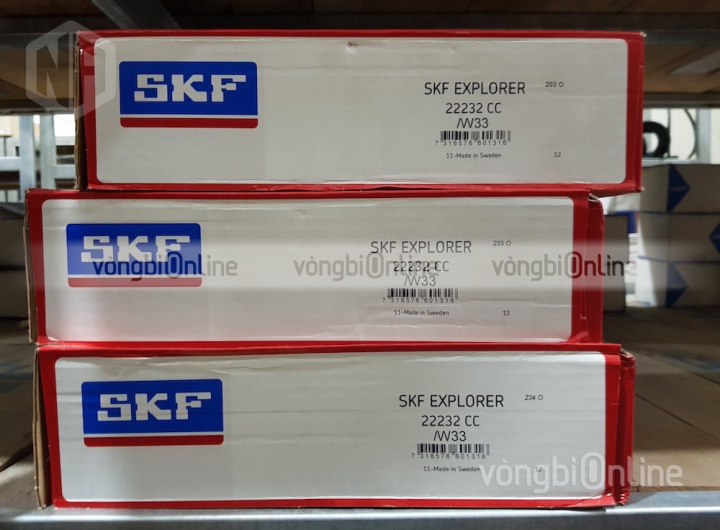 SKF
SKF EXPLORER
233 O
22232 CC
/W33
7 316576 601316
11-Made in Sweden
12
SKF
SKF EXPLORER
233 O
22232 CC
/W33
7316576 601316
11-Made in Sweden
12
vòngbiOnline vòngbiOnline vòngbiOnline
SKF
SKF EXPLORER
234 O
22232 CC
/W33
7 316576 601316
11-Made in Sweden
12
vòngbiOnline